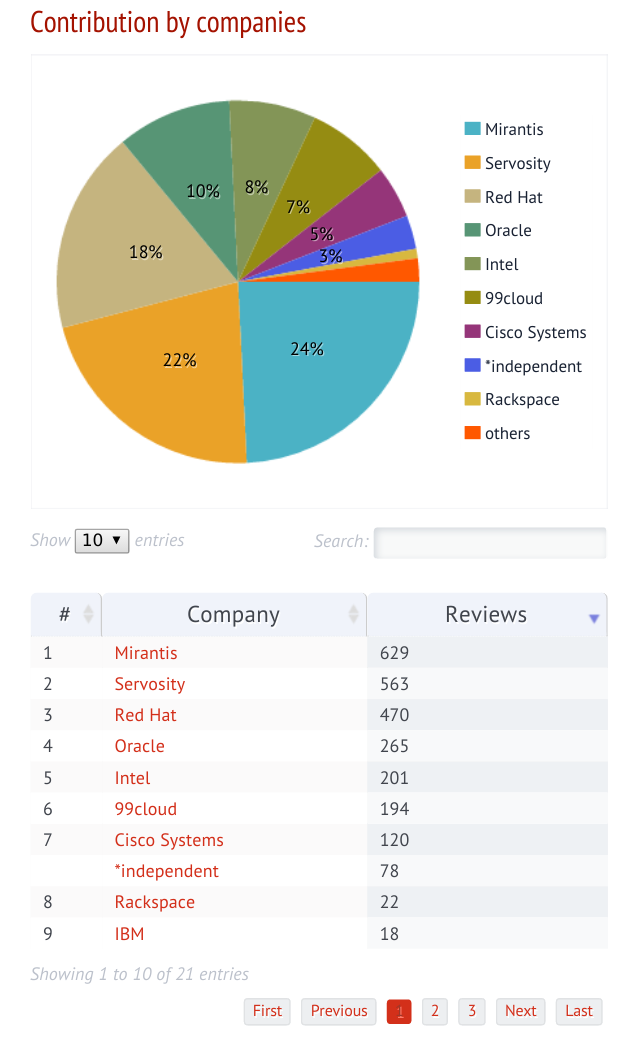 Contribution by companies
10%
8%
7%
5%
3%
18%
22%
24%
Mirantis
Servosity
Red Hat
Oracle
Intel
99cloud
Cisco Systems
*independent
Rackspace
others
Show 10 ▼ entries
Search:
# Company Reviews
1 Mirantis 629
2 Servosity 563
3 Red Hat 470
4 Oracle 265
5 Intel 201
6 99cloud 194
7 Cisco Systems 120
*independent 78
8 Rackspace 22
9 IBM 18
Showing 1 to 10 of 21 entries
First Previous 1 2 3 Next Last